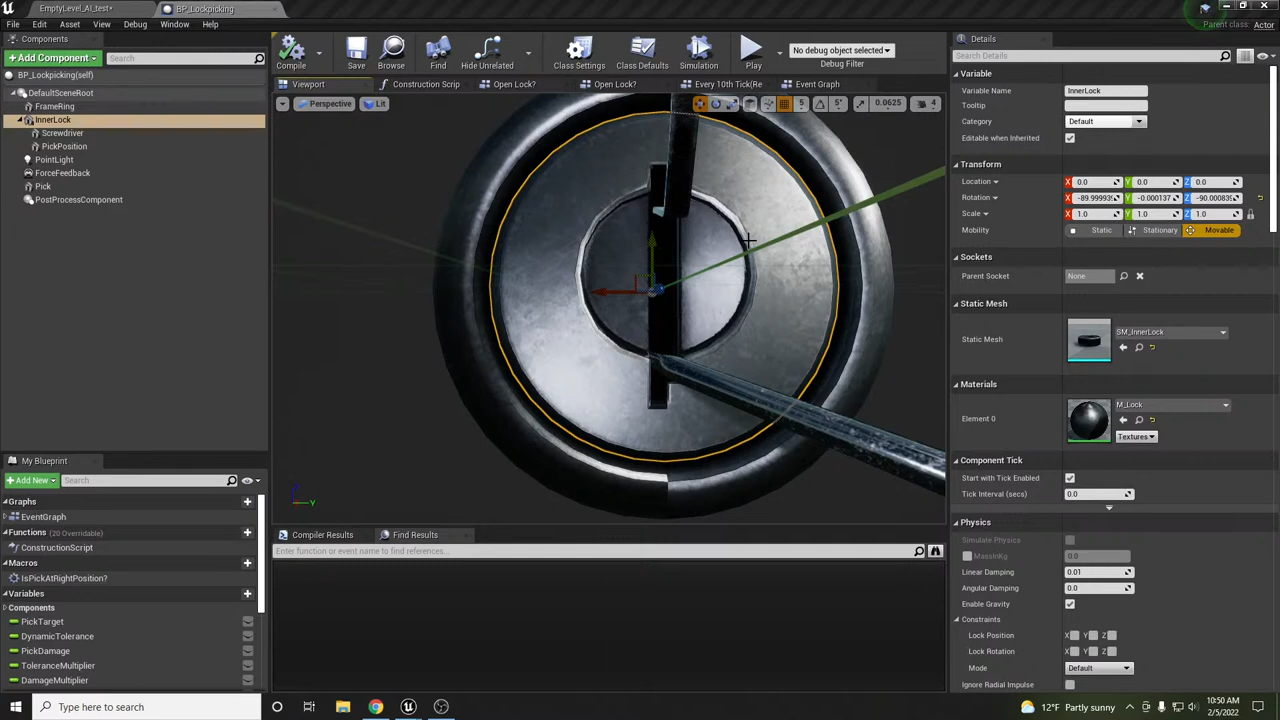 EmptyLevel_AI_test*
BP_Lockpicking
File Edit Asset View Debug Window Help
Parent class: Actor
Components
+ Add Component
Search
BP_Lockpicking(self)
DefaultSceneRoot
FrameRing
InnerLock
Screwdriver
PickPosition
PointLight
ForceFeedback
Pick
PostProcessComponent
My Blueprint
+ Add New
Search
Graphs
EventGraph
Functions (20 Overridable)
ConstructionScript
Macros
IsPickAtRightPosition?
Variables
Components
PickTarget
DynamicTolerance
PickDamage
ToleranceMultiplier
DamageMultiplier
Compile Save Browse Find Hide Unrelated Class Settings Class Defaults Simulation Play
No debug object selected
Debug Filter
Viewport Construction Scrip Open Lock? Open Lock? Every 10th Tick(Re Event Graph
Perspective Lit 5 5° 0.0625 4
Z
Y
Compiler Results Find Results
Enter function or event name to find references...
Details
Search Details
Variable
Variable Name InnerLock
Tooltip
Category Default
Editable when Inherited
Transform
Location X 0.0 Y 0.0 Z 0.0
Rotation X -89.99993 Y -0.000137 Z -90.00083
Scale X 1.0 Y 1.0 Z 1.0
Mobility Static Stationary Movable
Sockets
Parent Socket None
Static Mesh
Static Mesh SM_InnerLock
Materials
Element 0 M_Lock
Textures
Component Tick
Start with Tick Enabled
Tick Interval (secs) 0.0
Physics
Simulate Physics
MassInKg 0.0
Linear Damping 0.01
Angular Damping 0.0
Enable Gravity
Constraints
Lock Position X Y Z
Lock Rotation X Y Z
Mode Default
Ignore Radial Impulse
Type here to search
12°F Partly sunny
10:50 AM
2/5/2022